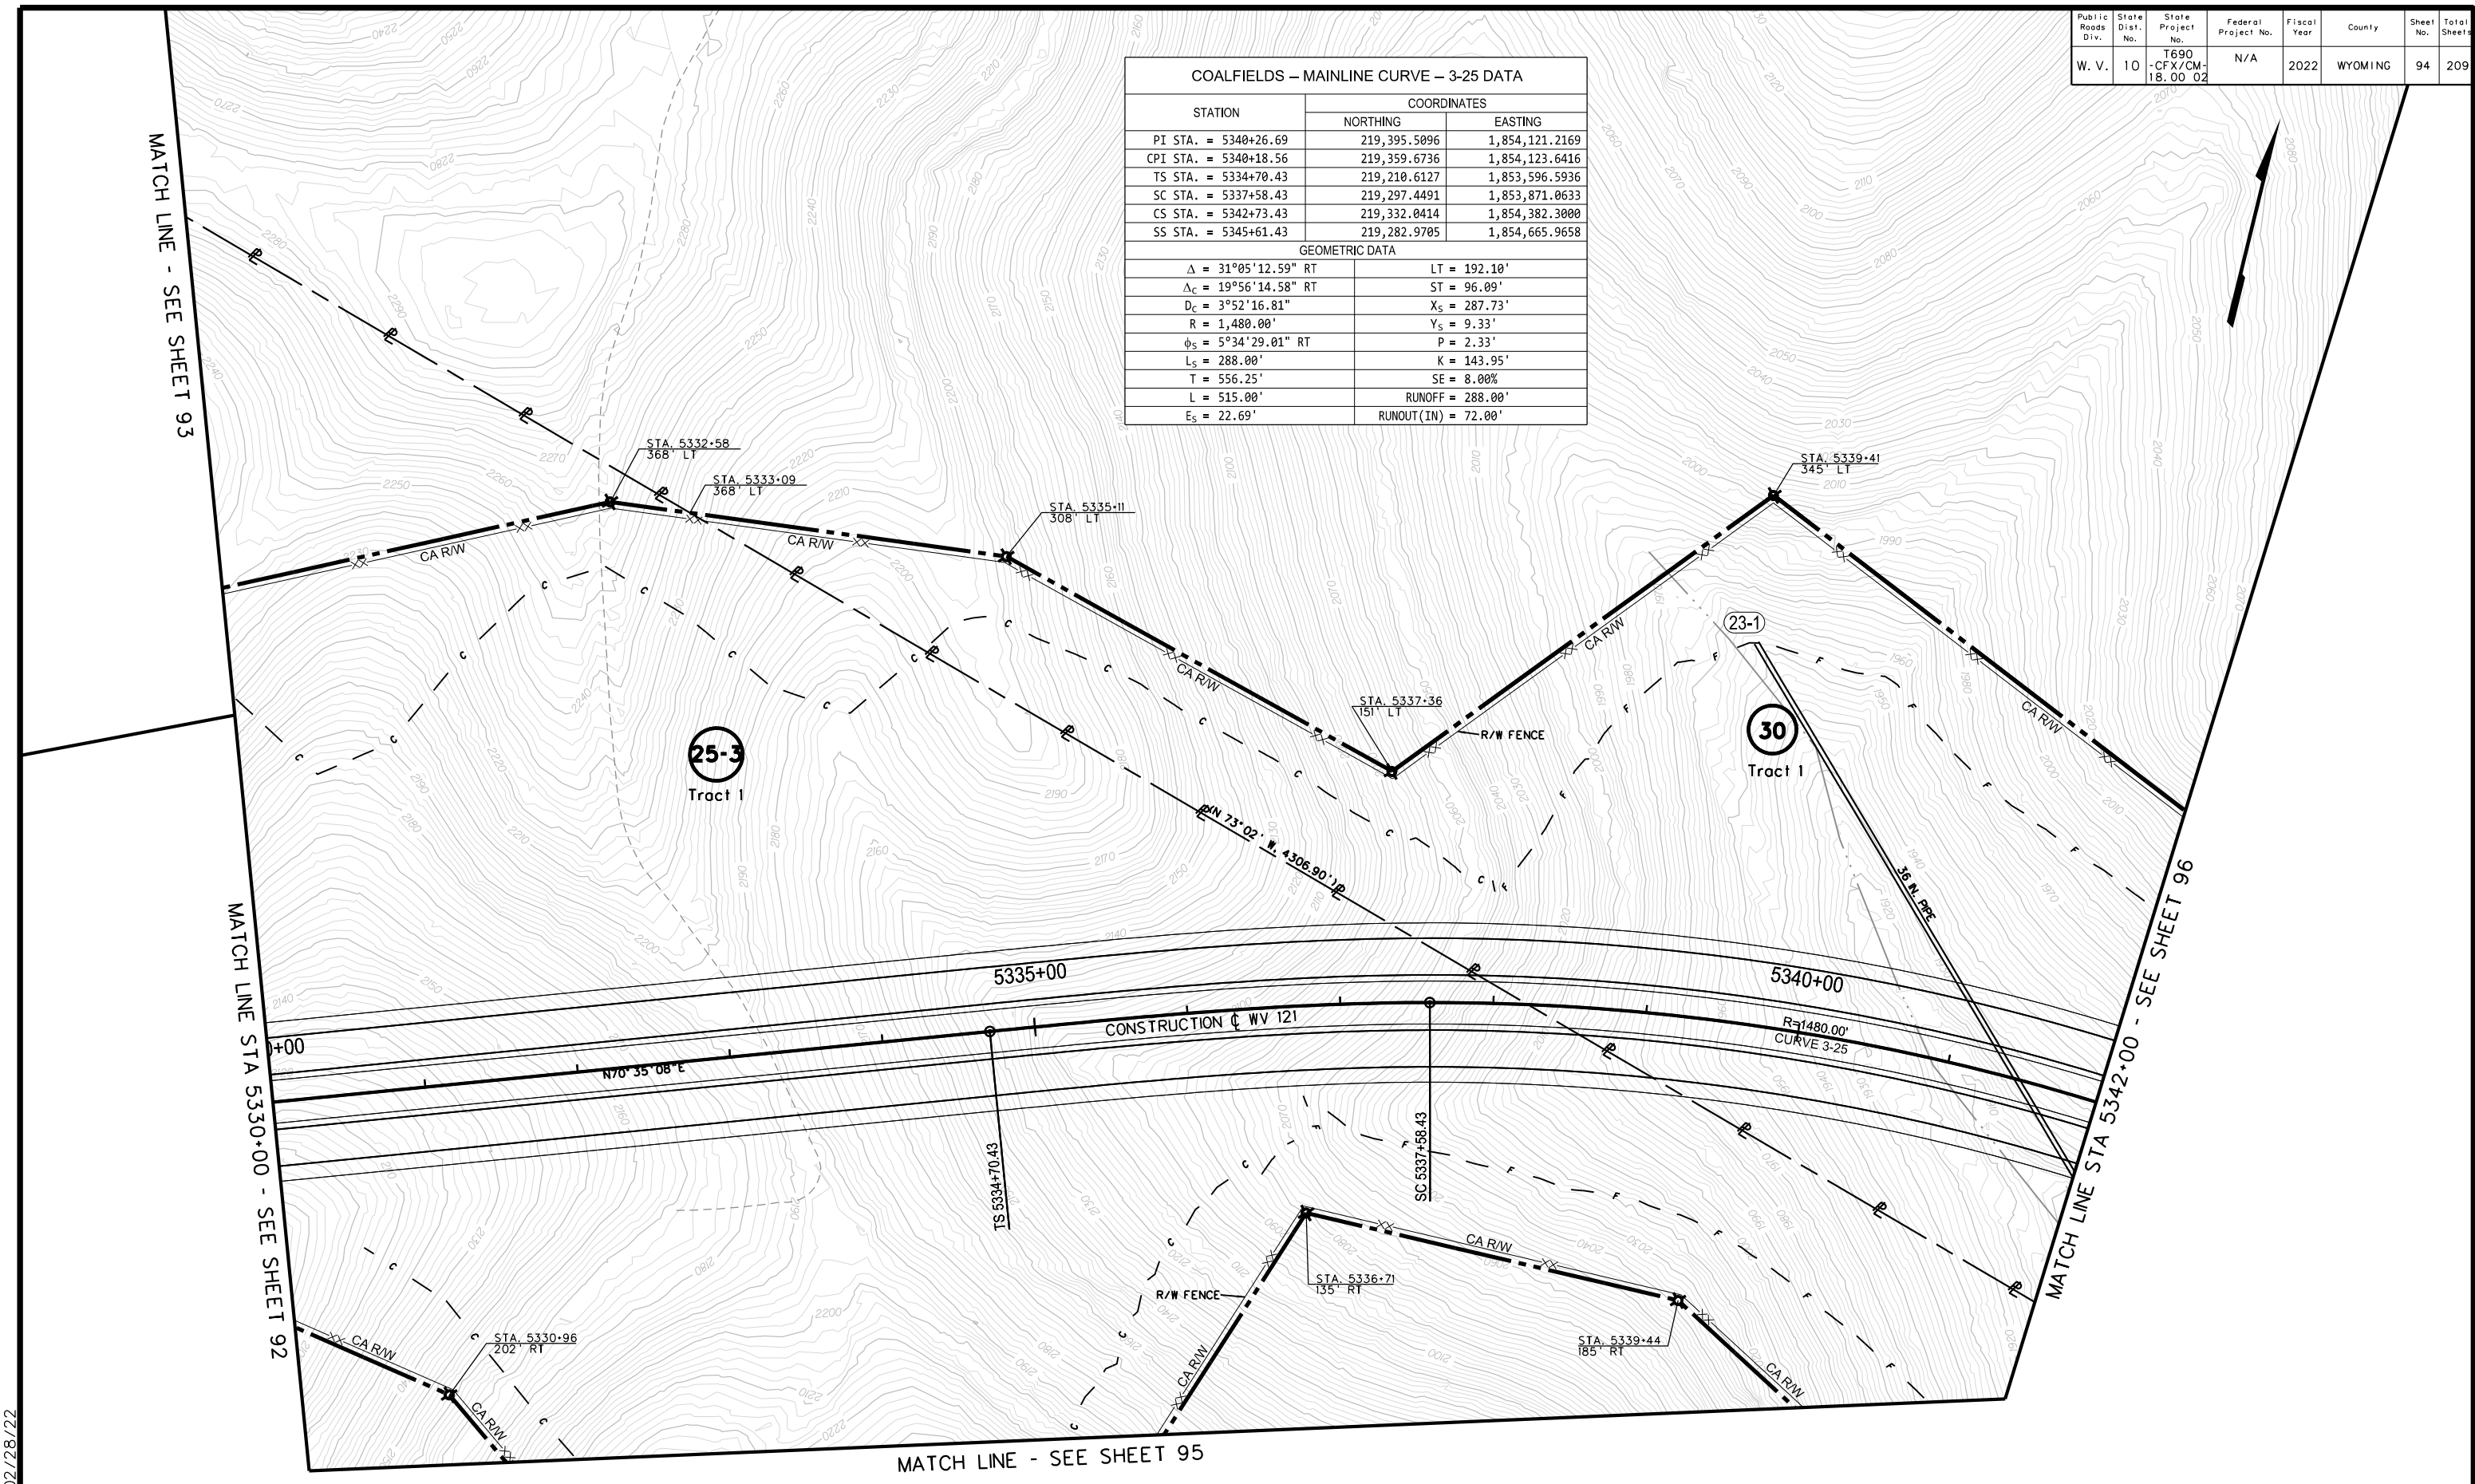 Public Roads Div. State Dist. No. State Project No. Federal Project No. Fiscal Year County Sheet No. Total Sheets
W. V. 10 T690 -CFX/CM- 18.00 02 N/A 2022 WYOMING 94 209
COALFIELDS – MAINLINE CURVE – 3-25 DATA
STATION COORDINATES
NORTHING EASTING
PI STA. = 5340+26.69 219,395.5096 1,854,121.2169
CPI STA. = 5340+18.56 219,359.6736 1,854,123.6416
TS STA. = 5334+70.43 219,210.6127 1,853,596.5936
SC STA. = 5337+58.43 219,297.4491 1,853,871.0633
CS STA. = 5342+73.43 219,332.0414 1,854,382.3000
SS STA. = 5345+61.43 219,282.9705 1,854,665.9658
GEOMETRIC DATA
Δ = 31°05'12.59" RT LT = 192.10'
ΔC = 19°56'14.58" RT ST = 96.09'
DC = 3°52'16.81" XS = 287.73'
R = 1,480.00' YS = 9.33'
ϕS = 5°34'29.01" RT P = 2.33'
LS = 288.00' K = 143.95'
T = 556.25' SE = 8.00%
L = 515.00' RUNOFF = 288.00'
ES = 22.69' RUNOUT(IN) = 72.00'
MATCH LINE - SEE SHEET 93
STA. 5332+58
368' LT
STA. 5333+09
368' LT
STA. 5335+11
308' LT
STA. 5339+41
345' LT
STA. 5337+36
151' LT
CA R/W
CA R/W
CA R/W
CA R/W
CA R/W
R/W FENCE
23-1
30
Tract 1
25-3
Tract 1
(N 73°02' W, 4306.90')
36 IN. PIPE
MATCH LINE STA 5330+00 - SEE SHEET 92
MATCH LINE STA 5342+00 - SEE SHEET 96
5335+00
5340+00
0+00
CONSTRUCTION ℄ WV 121
N70°35'08"E
R=1480.00'
CURVE 3-25
TS 5334+70.43
SC 5337+58.43
STA. 5336+71
135' RT
R/W FENCE
CA R/W
CA R/W
STA. 5339+44
185' RT
CA R/W
STA. 5330+96
202' RT
CA R/W
CA R/W
MATCH LINE - SEE SHEET 95
02/28/22